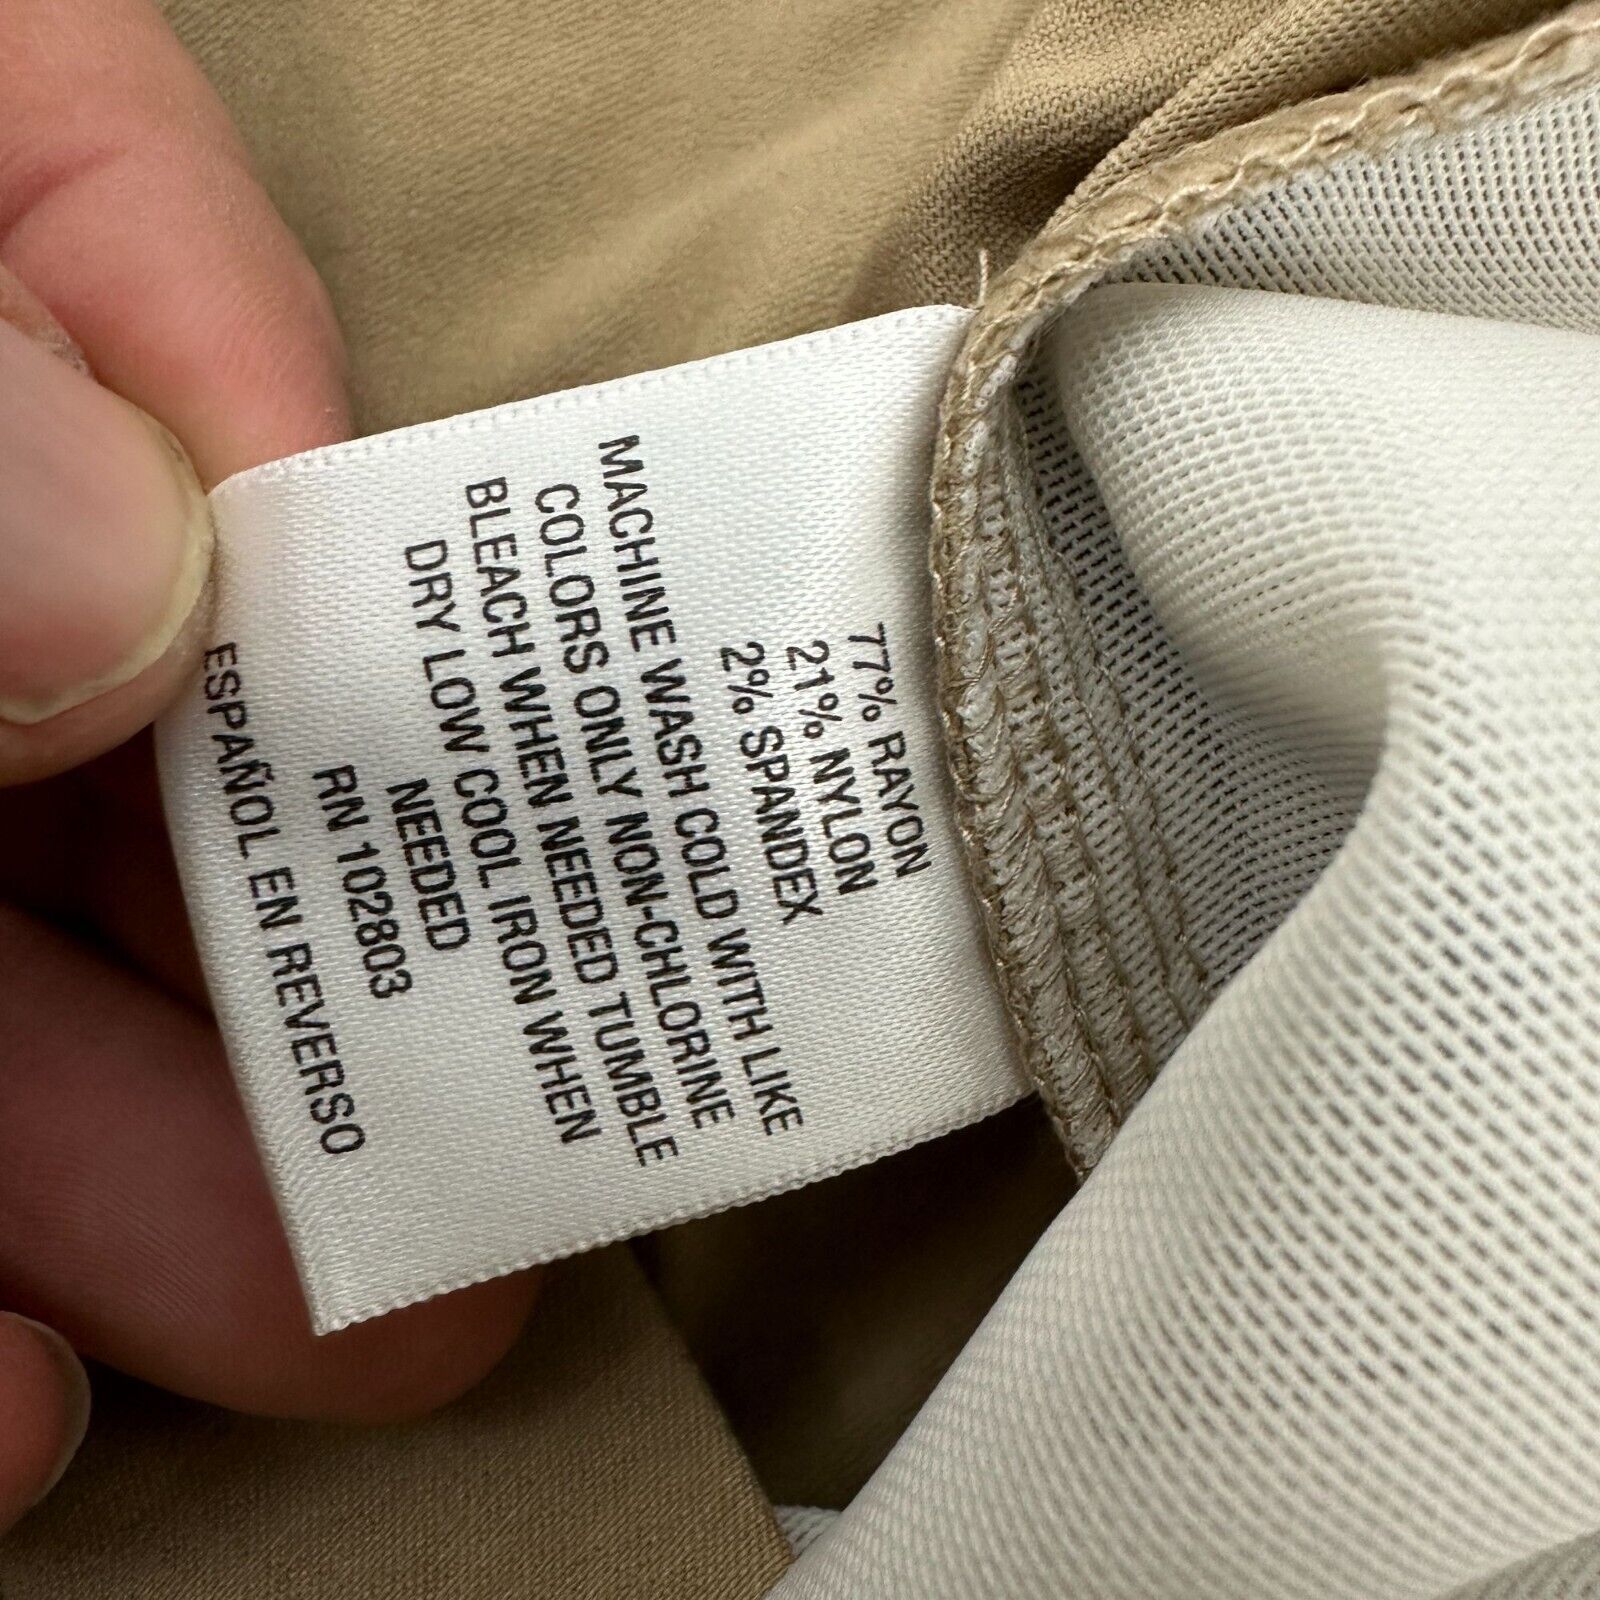 77% RAYON
21% NYLON
2% SPANDEX
MACHINE WASH COLD WITH LIKE
COLORS ONLY NON-CHLORINE
BLEACH WHEN NEEDED TUMBLE
DRY LOW COOL IRON WHEN
NEEDED
RN 102803
ESPAÑOL EN REVERSO